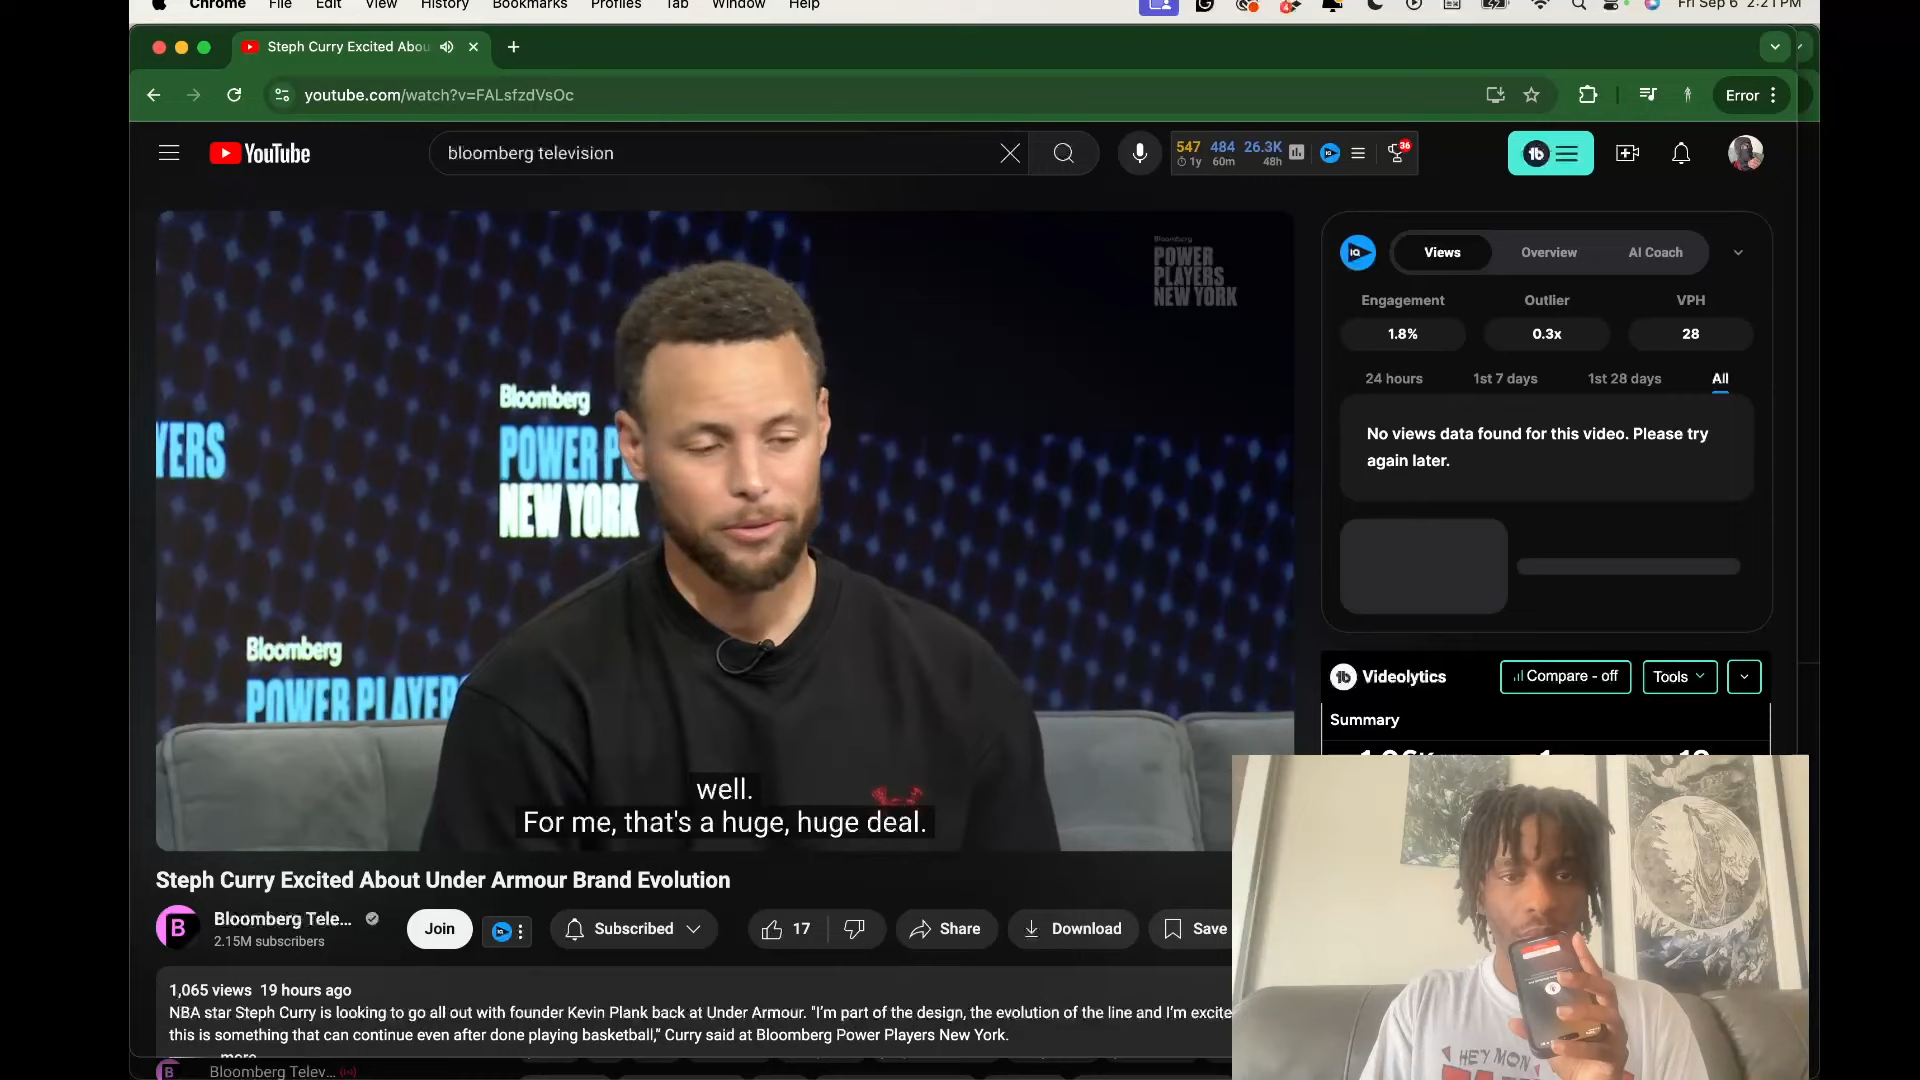 Chrome File Edit View History Bookmarks Profiles Tab Window Help
Fri Sep 6 2:21 PM
Steph Curry Excited Abou
youtube.com/watch?v=FALsfzdVsOc
Error
YouTube
bloomberg television
547 484 26.3K
1y 60m 48h
36
Bloomberg
POWER
PLAYERS
NEW YORK
Bloomberg
POWER P
NEW YORK
YERS
Bloomberg
POWER PLAYERS
well.
For me, that's a huge, huge deal.
Views Overview AI Coach
Engagement Outlier VPH
1.8% 0.3x 28
24 hours 1st 7 days 1st 28 days All
No views data found for this video. Please try
again later.
Videolytics Compare - off Tools
Summary
Steph Curry Excited About Under Armour Brand Evolution
Bloomberg Tele...
2.15M subscribers
Join
Subscribed
17
Share
Download
Save
1,065 views 19 hours ago
NBA star Steph Curry is looking to go all out with founder Kevin Plank back at Under Armour. "I'm part of the design, the evolution of the line and I'm excite
this is something that can continue even after done playing basketball," Curry said at Bloomberg Power Players New York.
more
Bloomberg Telev...
HEY MON